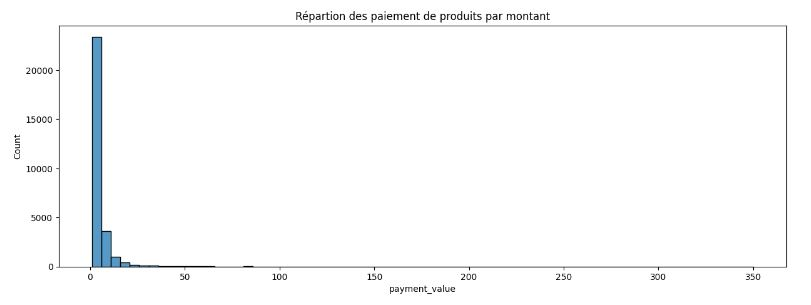 Répartion des paiement de produits par montant
20000
15000
10000
5000
0
Count
0 50 100 150 200 250 300 350
payment_value